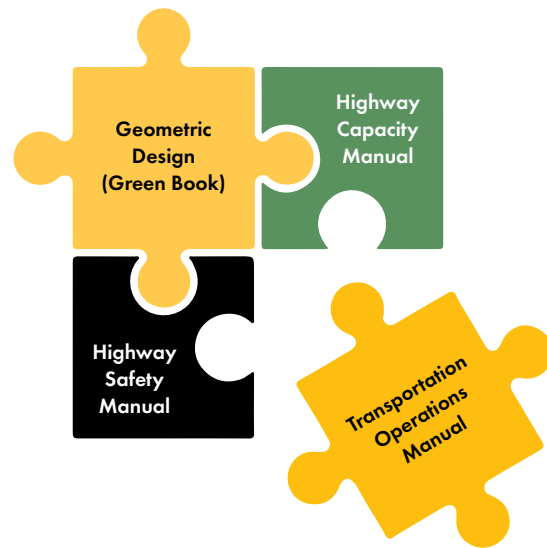 Geometric
Design
(Green Book)
Highway
Capacity
Manual
Highway
Safety
Manual
Transportation
Operations
Manual